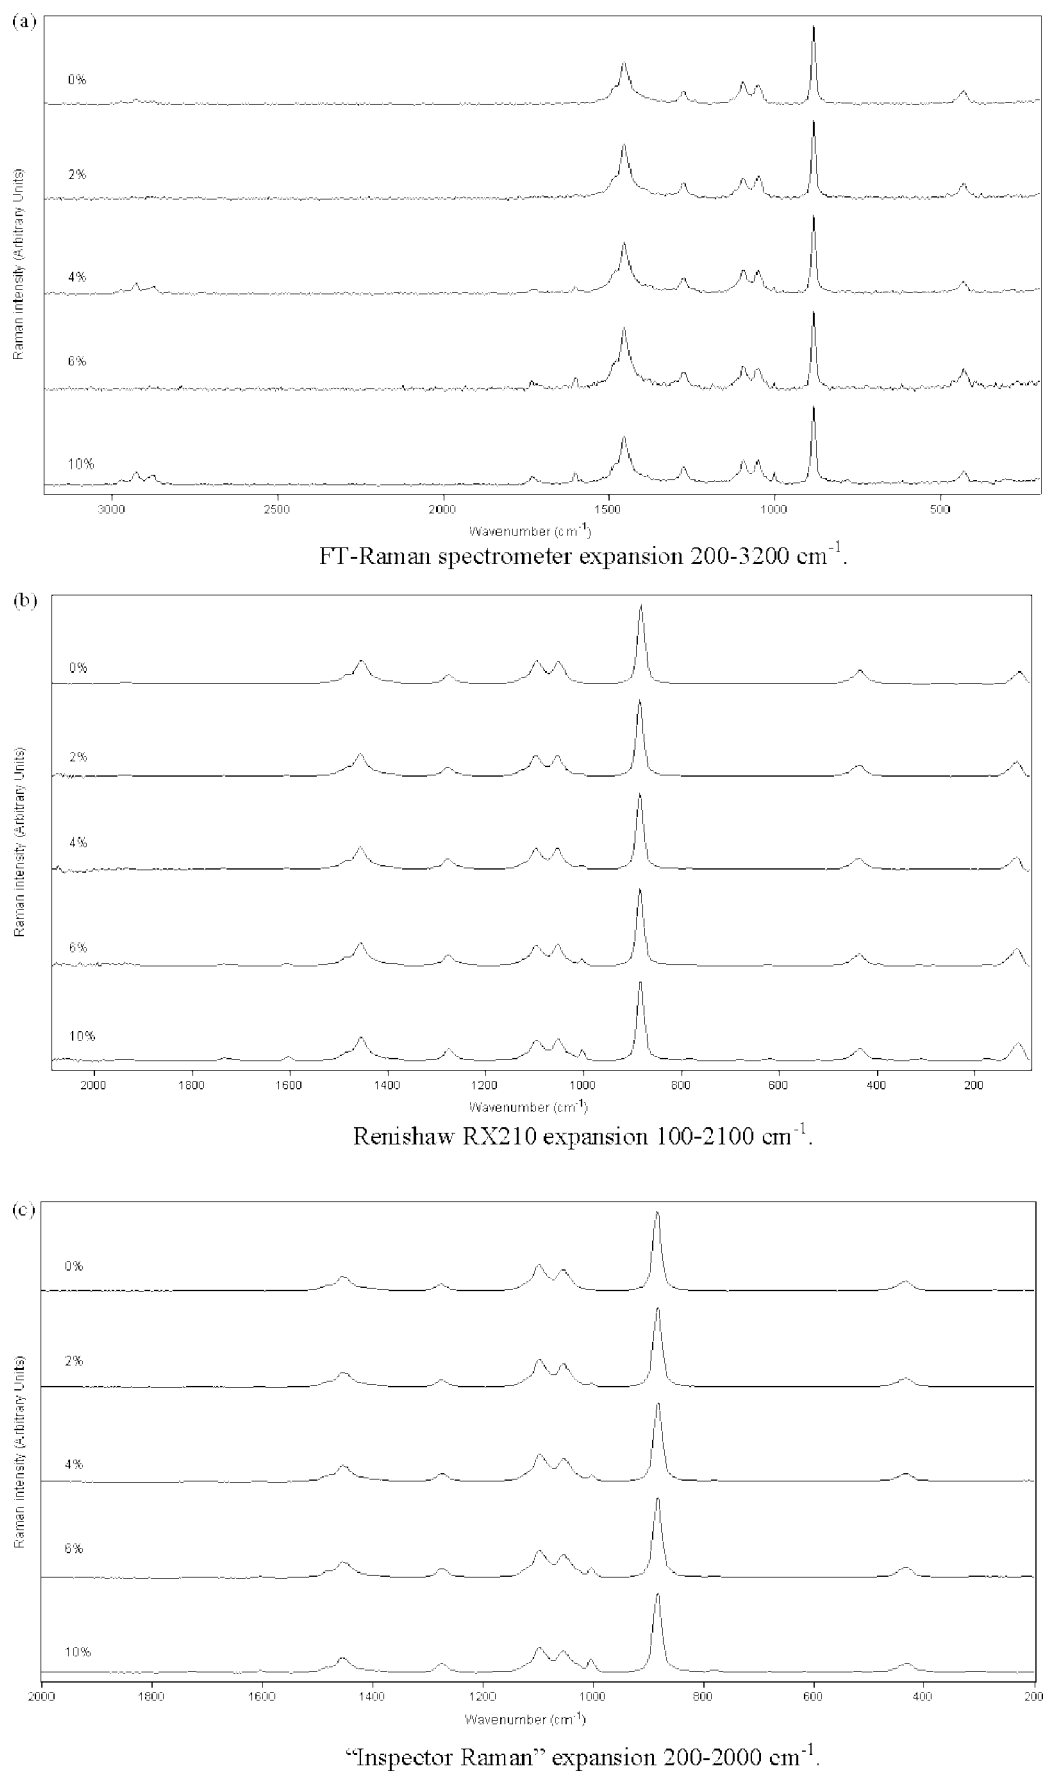 (a)
0%
2%
4%
6%
10%
Raman intensity (Arbitrary Units)
3000 2500 2000 1500 1000 500
Wavenumber (cm-1)
FT-Raman spectrometer expansion 200-3200 cm-1.
(b)
0%
2%
4%
6%
10%
Raman intensity (Arbitrary Units)
2000 1800 1600 1400 1200 1000 800 600 400 200
Wavenumber (cm-1)
Renishaw RX210 expansion 100-2100 cm-1.
(c)
0%
2%
4%
6%
10%
Raman intensity (Arbitrary Units)
2000 1800 1600 1400 1200 1000 800 600 400 200
Wavenumber (cm-1)
“Inspector Raman” expansion 200-2000 cm-1.